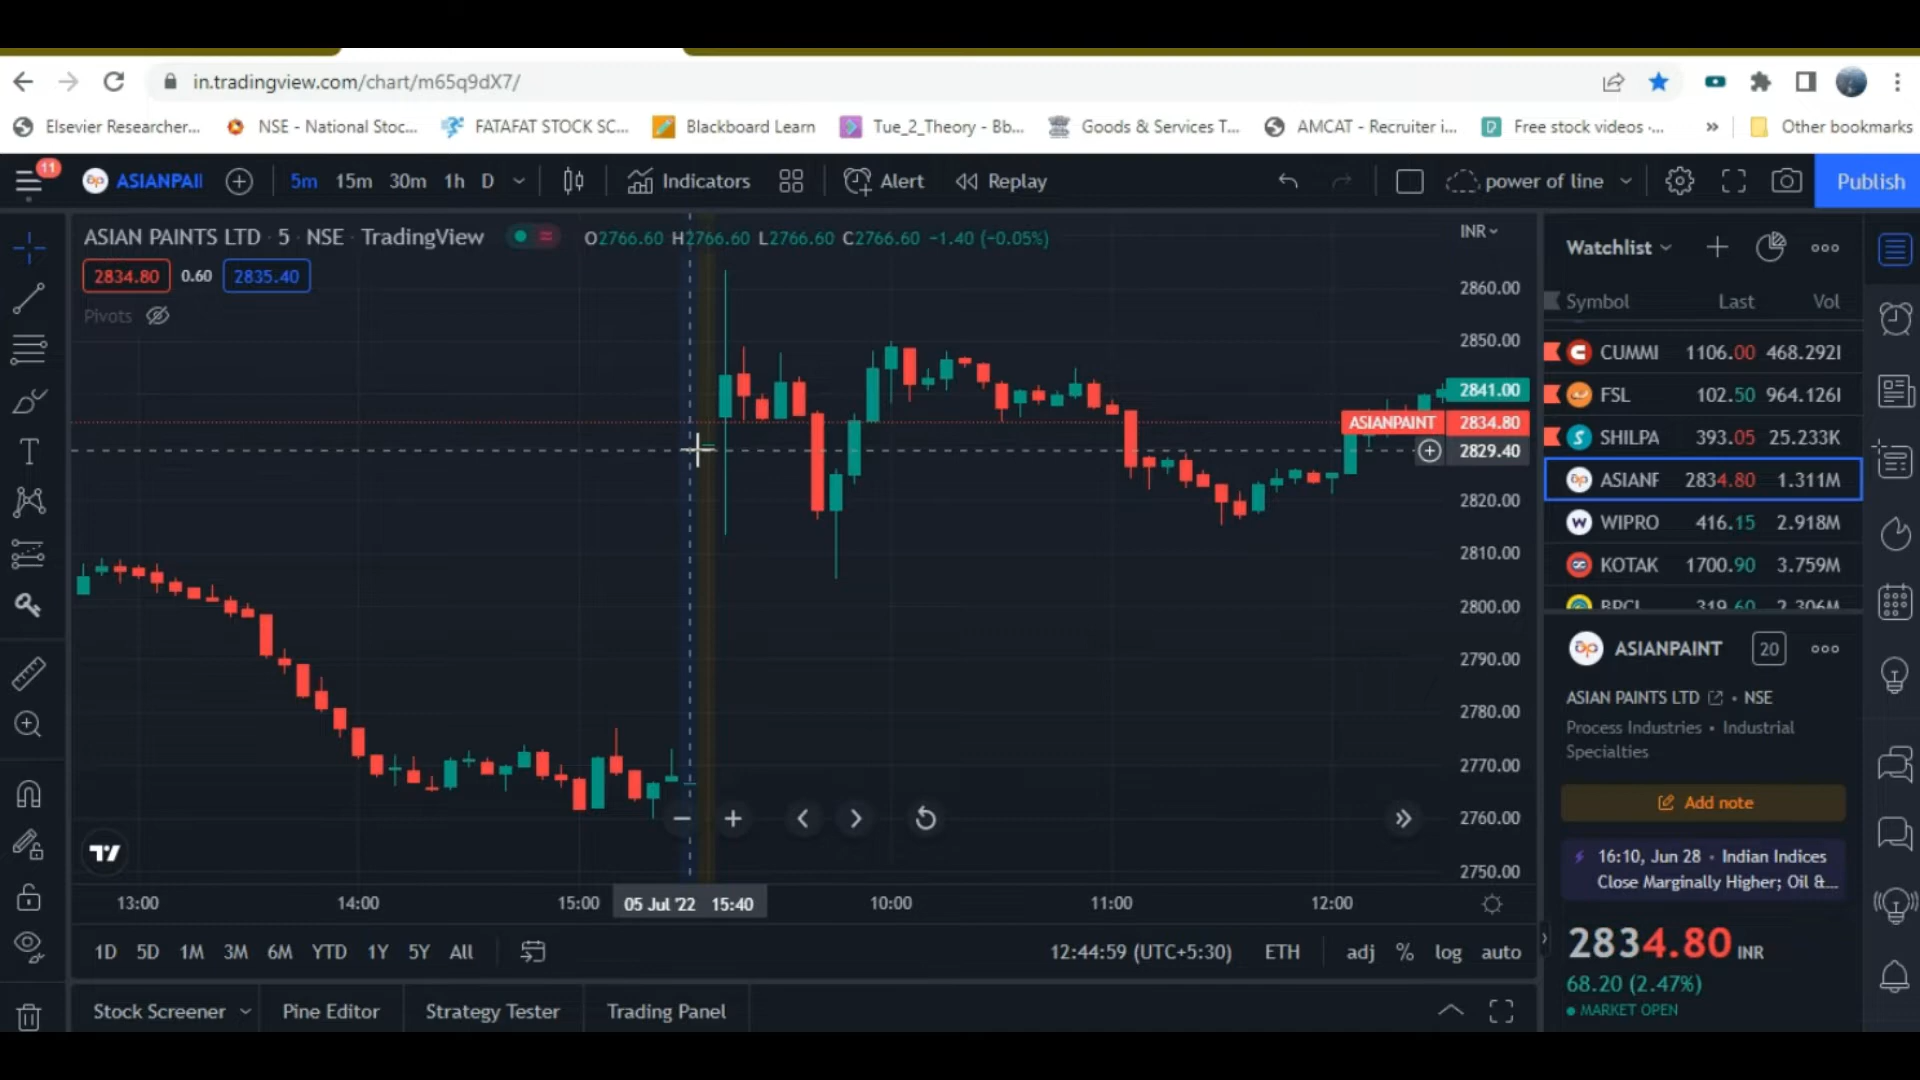 in.tradingview.com/chart/m65q9dX7/
Elsevier Researcher... NSE - National Stoc... FATAFAT STOCK SC... Blackboard Learn Tue_2_Theory - Bb... Goods & Services T... AMCAT - Recruiter i... Free stock videos -... » Other bookmarks
11
ASIANPAII 5m 15m 30m 1h D Indicators Alert Replay power of line Publish
ASIAN PAINTS LTD · 5 · NSE TradingView O2766.60 H2766.60 L2766.60 C2766.60 −1.40 (−0.05%)
2834.80 0.60 2835.40
Pivots
INR
2860.00
2850.00
2841.00
ASIANPAINT 2834.80
2829.40
2820.00
2810.00
2800.00
2790.00
2780.00
2770.00
2760.00
2750.00
13:00 14:00 15:00 05 Jul '22 15:40 10:00 11:00 12:00
1D 5D 1M 3M 6M YTD 1Y 5Y All 12:44:59 (UTC+5:30) ETH adj % log auto
Stock Screener Pine Editor Strategy Tester Trading Panel
Watchlist
Symbol Last Vol
CUMMI 1106.00 468.292I
FSL 102.50 964.126I
SHILPA 393.05 25.233K
ASIANF 2834.80 1.311M
WIPRO 416.15 2.918M
KOTAK 1700.90 3.759M
BPCL 319.60 2.306M
ASIANPAINT 20
ASIAN PAINTS LTD • NSE
Process Industries • Industrial
Specialties
Add note
16:10, Jun 28 • Indian Indices
Close Marginally Higher; Oil &...
2834.80 INR
68.20 (2.47%)
MARKET OPEN